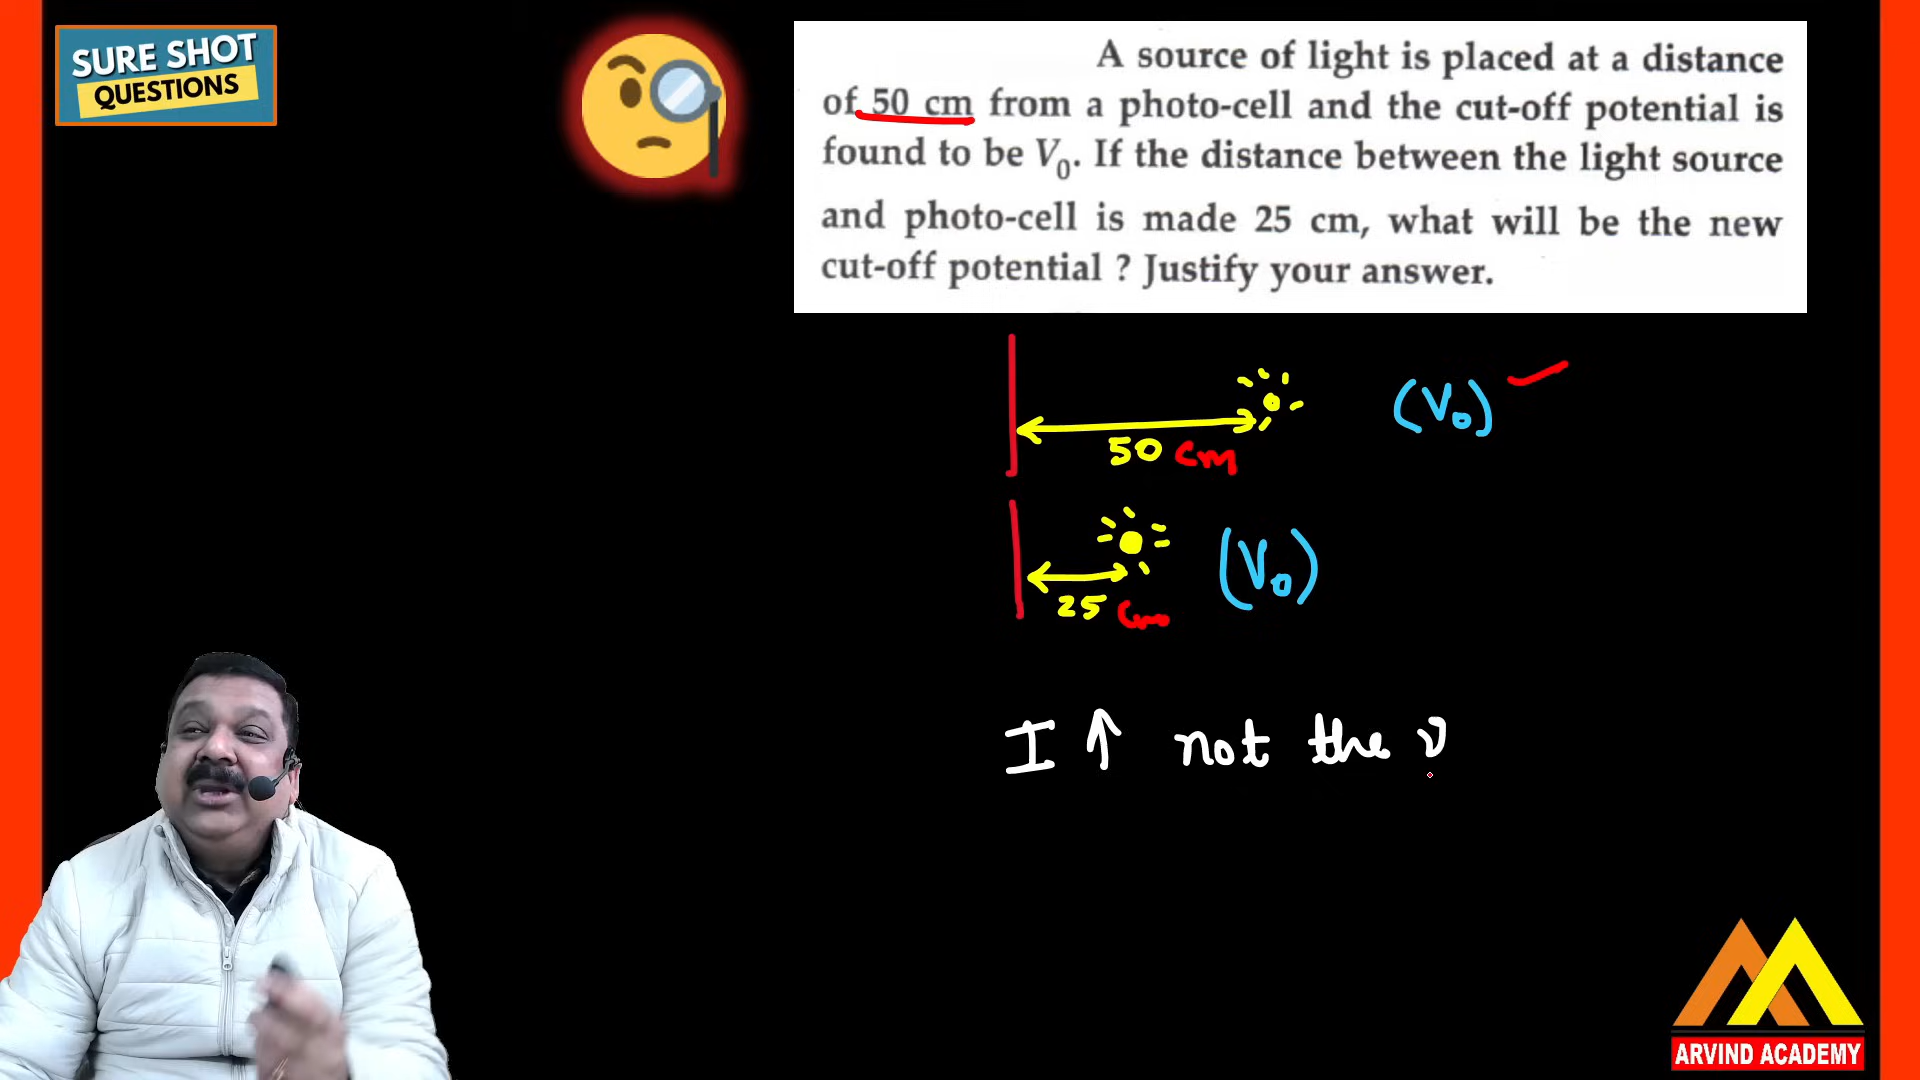 SURE SHOT
QUESTIONS
A source of light is placed at a distance
of 50 cm from a photo-cell and the cut-off potential is
found to be V₀. If the distance between the light source
and photo-cell is made 25 cm, what will be the new
cut-off potential ? Justify your answer.
50 cm
(V₀)
25 cm
(V₀)
I ↑ not the ν
ARVIND ACADEMY